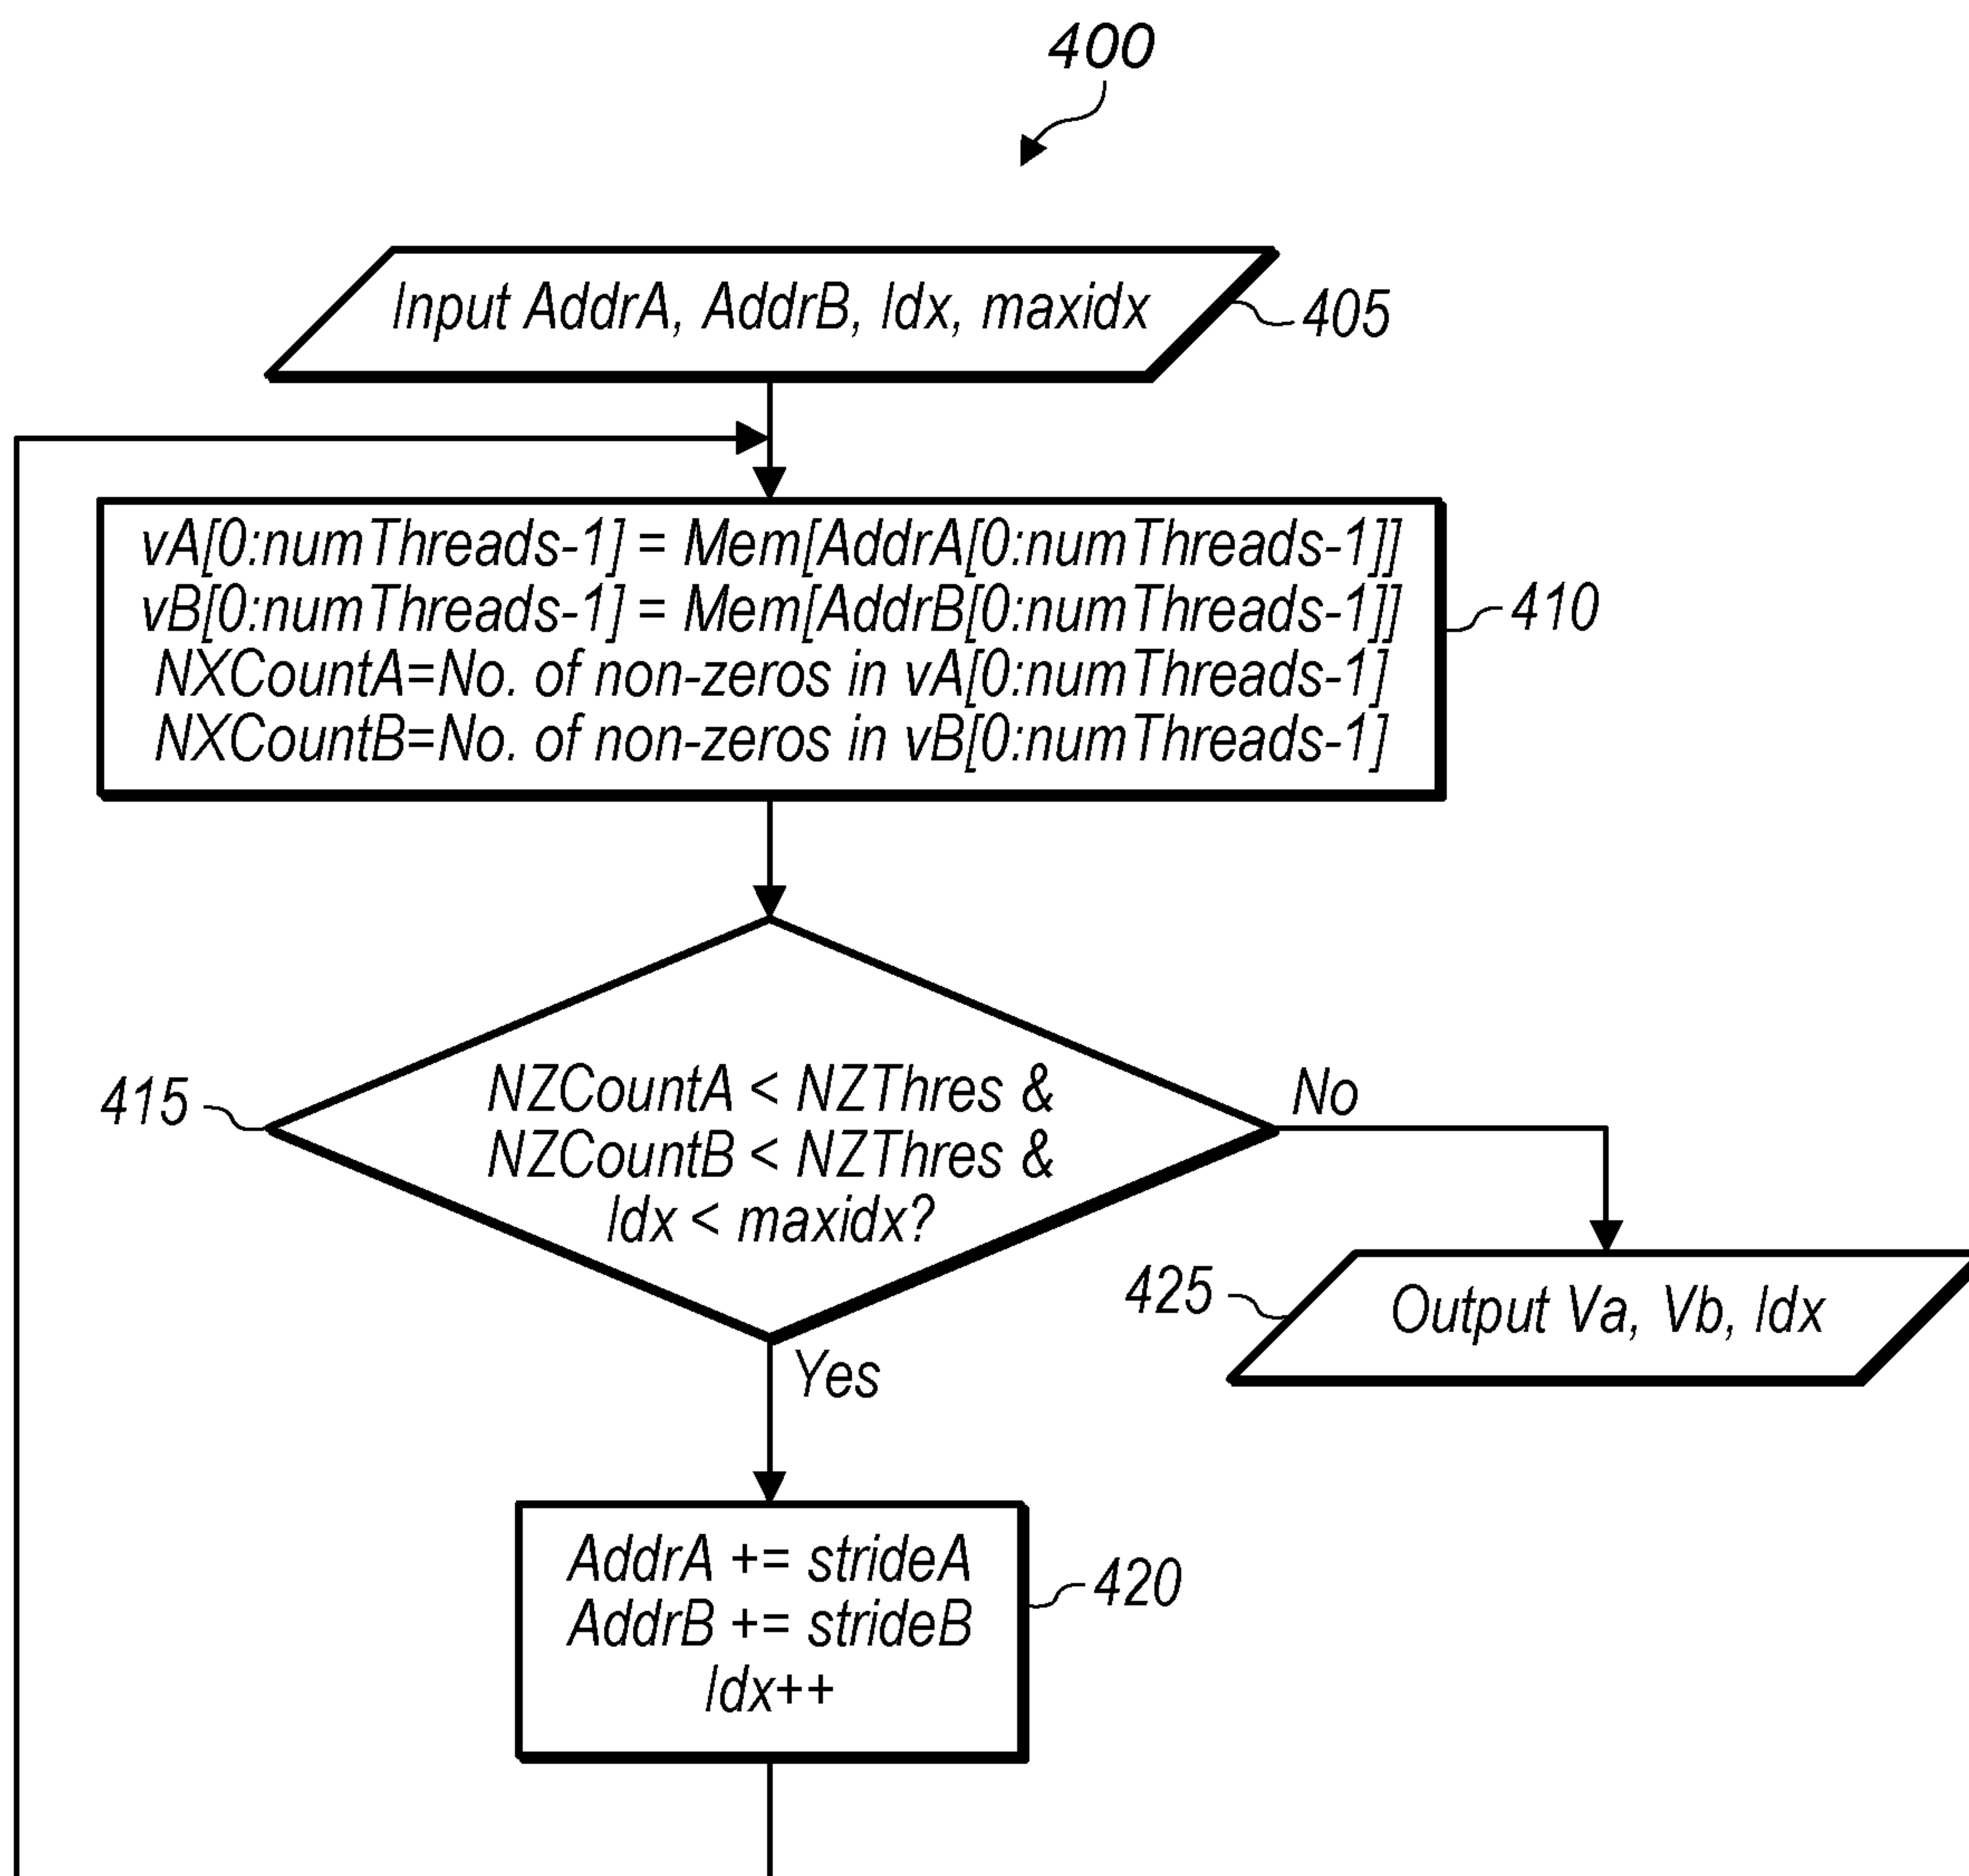 400
Input AddrA, AddrB, Idx, maxidx
405
vA[0:numThreads-1] = Mem[AddrA[0:numThreads-1]]
vB[0:numThreads-1] = Mem[AddrB[0:numThreads-1]]
NXCountA=No. of non-zeros in vA[0:numThreads-1]
NXCountB=No. of non-zeros in vB[0:numThreads-1]
410
415
NZCountA < NZThres &
NZCountB < NZThres &
Idx < maxidx?
No
Yes
425
Output Va, Vb, Idx
AddrA += strideA
AddrB += strideB
Idx++
420